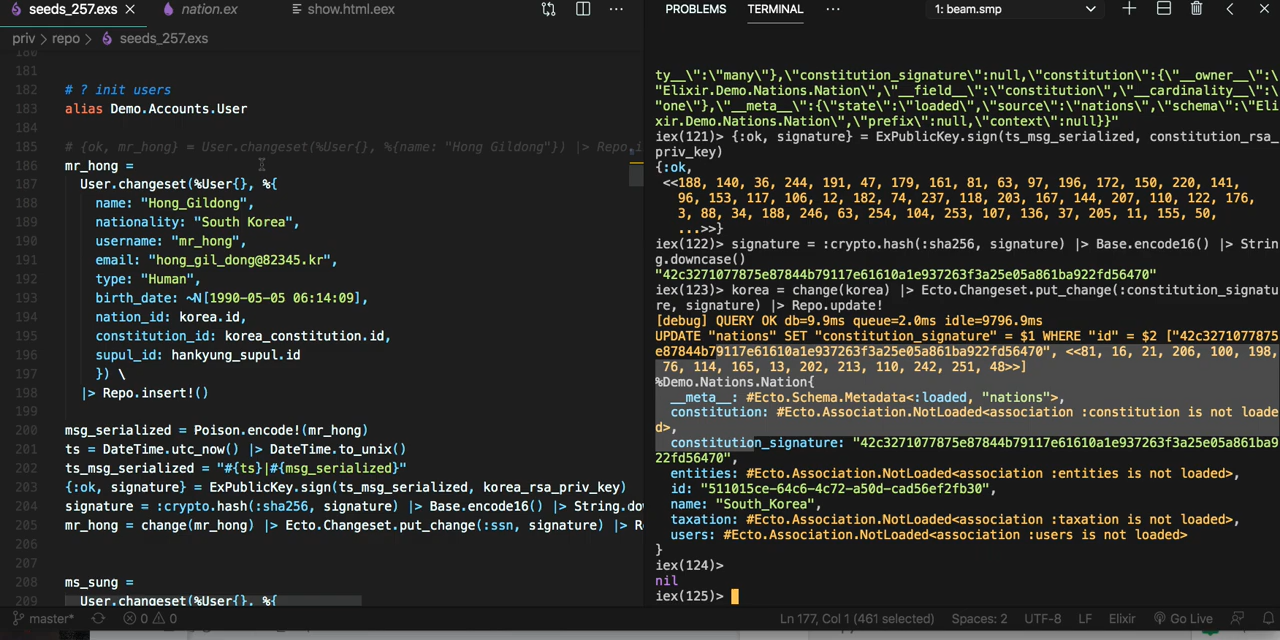 seeds_257.exs
nation.ex
show.html.eex
priv > repo > seeds_257.exs
180
181
182 # ? init users
183 alias Demo.Accounts.User
184
185 # {ok, mr_hong} = User.changeset(%User{}, %{name: "Hong Gildong"}) |> Repo.i
186 mr_hong =
187 User.changeset(%User{}, %{
188 name: "Hong_Gildong",
189 nationality: "South Korea",
190 username: "mr_hong",
191 email: "hong_gil_dong@82345.kr",
192 type: "Human",
193 birth_date: ~N[1990-05-05 06:14:09],
194 nation_id: korea.id,
195 constitution_id: korea_constitution.id,
196 supul_id: hankyung_supul.id
197 }) \
198 |> Repo.insert!()
199
200 msg_serialized = Poison.encode!(mr_hong)
201 ts = DateTime.utc_now() |> DateTime.to_unix()
202 ts_msg_serialized = "#{ts}|#{msg_serialized}"
203 {:ok, signature} = ExPublicKey.sign(ts_msg_serialized, korea_rsa_priv_key)
204 signature = :crypto.hash(:sha256, signature) |> Base.encode16() |> String.do
205 mr_hong = change(mr_hong) |> Ecto.Changeset.put_change(:ssn, signature) |> R
206
207
208 ms_sung =
209 User.changeset(%User{}, %{
PROBLEMS TERMINAL ... 1: beam.smp
ty__\":\"many\"},\"constitution_signature\":null,\"constitution\":{\"__owner__\":\
"Elixir.Demo.Nations.Nation\",\"__field__\":\"constitution\",\"__cardinality__\":\
"one\"},\"__meta__\":{\"state\":\"loaded\",\"source\":\"nations\",\"schema\":\"Eli
xir.Demo.Nations.Nation\",\"prefix\":null,\"context\":null}}"
iex(121)> {:ok, signature} = ExPublicKey.sign(ts_msg_serialized, constitution_rsa_
priv_key)
{:ok,
<<188, 140, 36, 244, 191, 47, 179, 161, 81, 63, 97, 196, 172, 150, 220, 141,
96, 153, 117, 106, 12, 182, 74, 237, 118, 203, 167, 144, 207, 110, 122, 176,
3, 88, 34, 188, 246, 63, 254, 104, 253, 107, 136, 37, 205, 11, 155, 50,
...>>}
iex(122)> signature = :crypto.hash(:sha256, signature) |> Base.encode16() |> Strin
g.downcase()
"42c3271077875e87844b79117e61610a1e937263f3a25e05a861ba922fd56470"
iex(123)> korea = change(korea) |> Ecto.Changeset.put_change(:constitution_signatu
re, signature) |> Repo.update!
[debug] QUERY OK db=9.9ms queue=2.0ms idle=9796.9ms
UPDATE "nations" SET "constitution_signature" = $1 WHERE "id" = $2 ["42c3271077875
e87844b79117e61610a1e937263f3a25e05a861ba922fd56470", <<81, 16, 21, 206, 100, 198,
76, 114, 165, 13, 202, 213, 110, 242, 251, 48>>]
%Demo.Nations.Nation{
__meta__: #Ecto.Schema.Metadata<:loaded, "nations">,
constitution: #Ecto.Association.NotLoaded<association :constitution is not loade
d>,
constitution_signature: "42c3271077875e87844b79117e61610a1e937263f3a25e05a861ba9
22fd56470",
entities: #Ecto.Association.NotLoaded<association :entities is not loaded>,
id: "511015ce-64c6-4c72-a50d-cad56ef2fb30",
name: "South_Korea",
taxation: #Ecto.Association.NotLoaded<association :taxation is not loaded>,
users: #Ecto.Association.NotLoaded<association :users is not loaded>
}
iex(124)>
nil
iex(125)>
master* 0 0 Ln 177, Col 1 (461 selected) Spaces: 2 UTF-8 LF Elixir Go Live